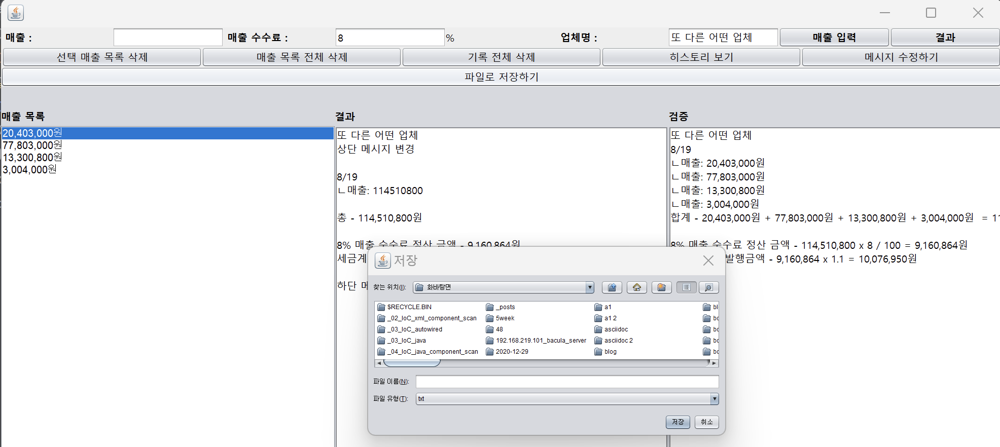 매출 : 매출 수수료 : 8 % 업체명 : 또 다른 어떤 업체 매출 입력 결과
선택 매출 목록 삭제 매출 목록 전체 삭제 기록 전체 삭제 히스토리 보기 메시지 수정하기
파일로 저장하기
매출 목록
20,403,000원
77,803,000원
13,300,800원
3,004,000원
결과
또 다른 어떤 업체
상단 메시지 변경
8/19
ㄴ매출: 114510800
총 - 114,510,800원
8% 매출 수수료 정산 금액 - 9,160,864원
세금계
하단 메
검증
또 다른 어떤 업체
8/19
ㄴ매출: 20,403,000원
ㄴ매출: 77,803,000원
ㄴ매출: 13,300,800원
ㄴ매출: 3,004,000원
합계 - 20,403,000원 + 77,803,000원 + 13,300,800원 + 3,004,000원 = 11
8% 매출 수수료 정산 금액 - 114,510,800 x 8 / 100 = 9,160,864원
발행금액 - 9,160,864 x 1.1 = 10,076,950원
저장
찾는 위치(I): 화바탕면
$RECYCLE.BIN _posts a1 bl
_02_IoC_xml_component_scan 5week a1 2
_03_IoC_autowired 48 asciidoc
_03_IoC_java 192.168.219.101_bacula_server asciidoc 2
_04_IoC_java_component_scan 2020-12-29 blog
파일 이름(N):
파일 유형(T): txt
저장 취소